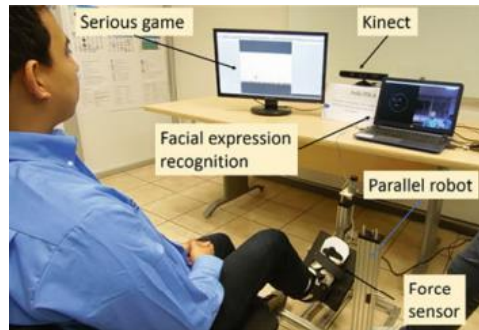 Serious game
Kinect
Facial expression
recognition
Parallel robot
Force
sensor